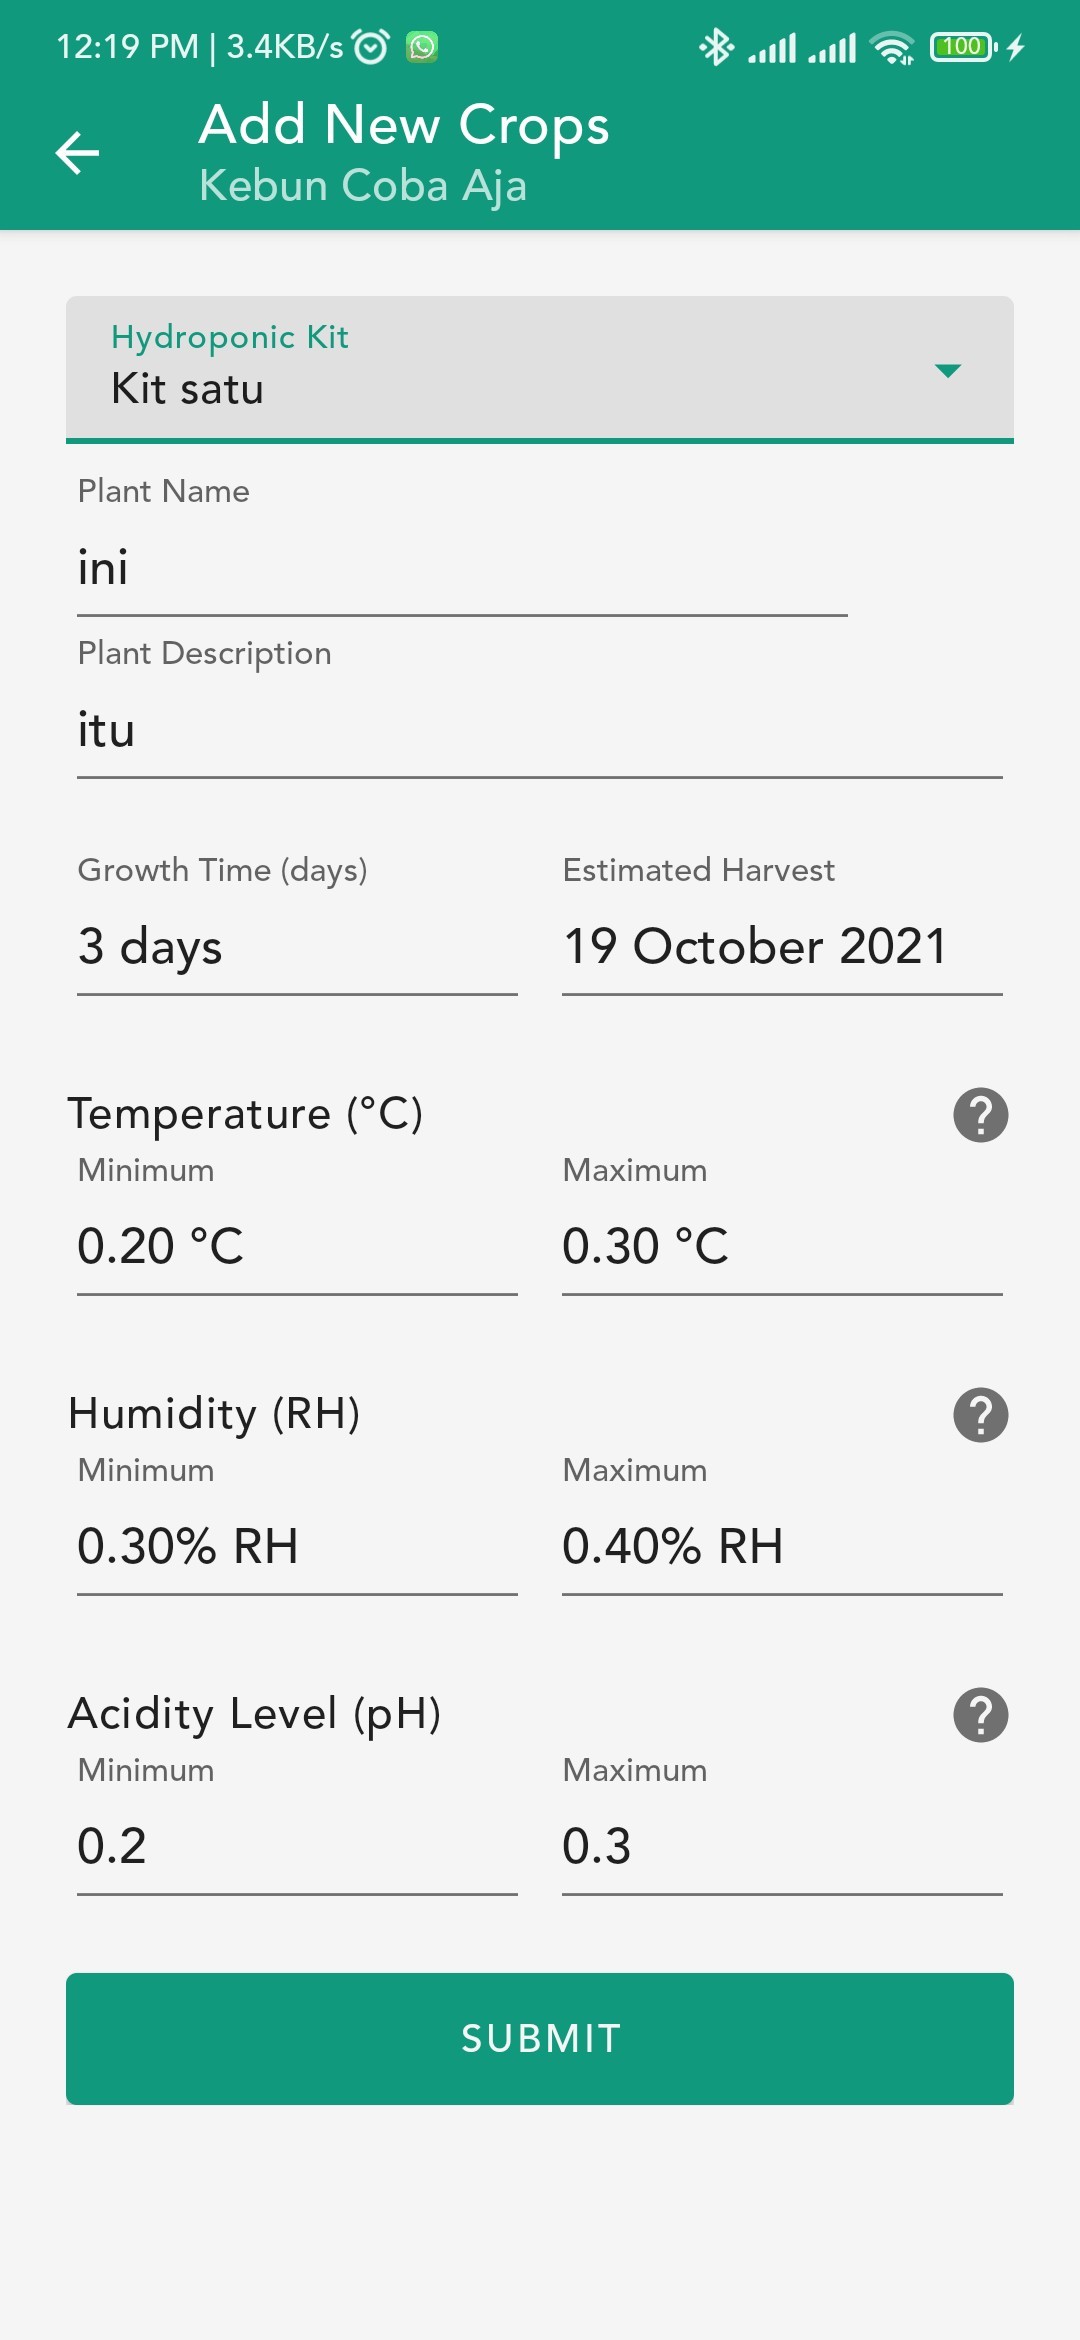 12:19 PM | 3.4KB/s 100
Add New Crops
Kebun Coba Aja
Hydroponic Kit
Kit satu
Plant Name
ini
Plant Description
itu
Growth Time (days) Estimated Harvest
3 days 19 October 2021
Temperature (°C) ?
Minimum Maximum
0.20 °C 0.30 °C
Humidity (RH) ?
Minimum Maximum
0.30% RH 0.40% RH
Acidity Level (pH) ?
Minimum Maximum
0.2 0.3
SUBMIT